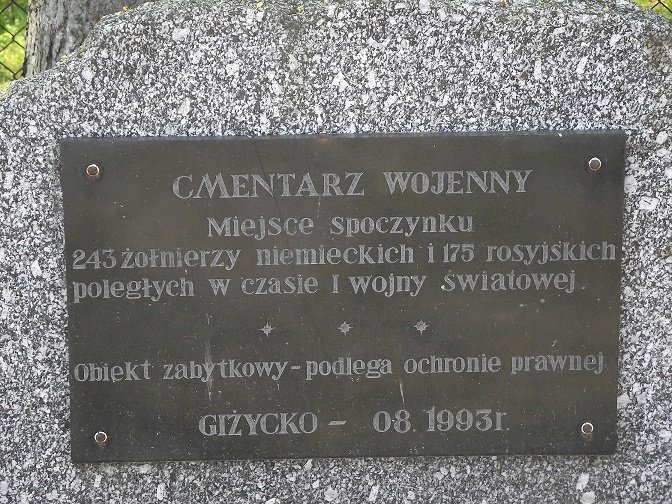 CMENTARZ WOJENNY
Miejsce spoczynku
243 żołnierzy niemieckich i 175 rosyjskich
poległych w czasie I wojny światowej.
Obiekt zabytkowy - podlega ochronie prawnej
GIŻYCKO - 08. 1993 r.